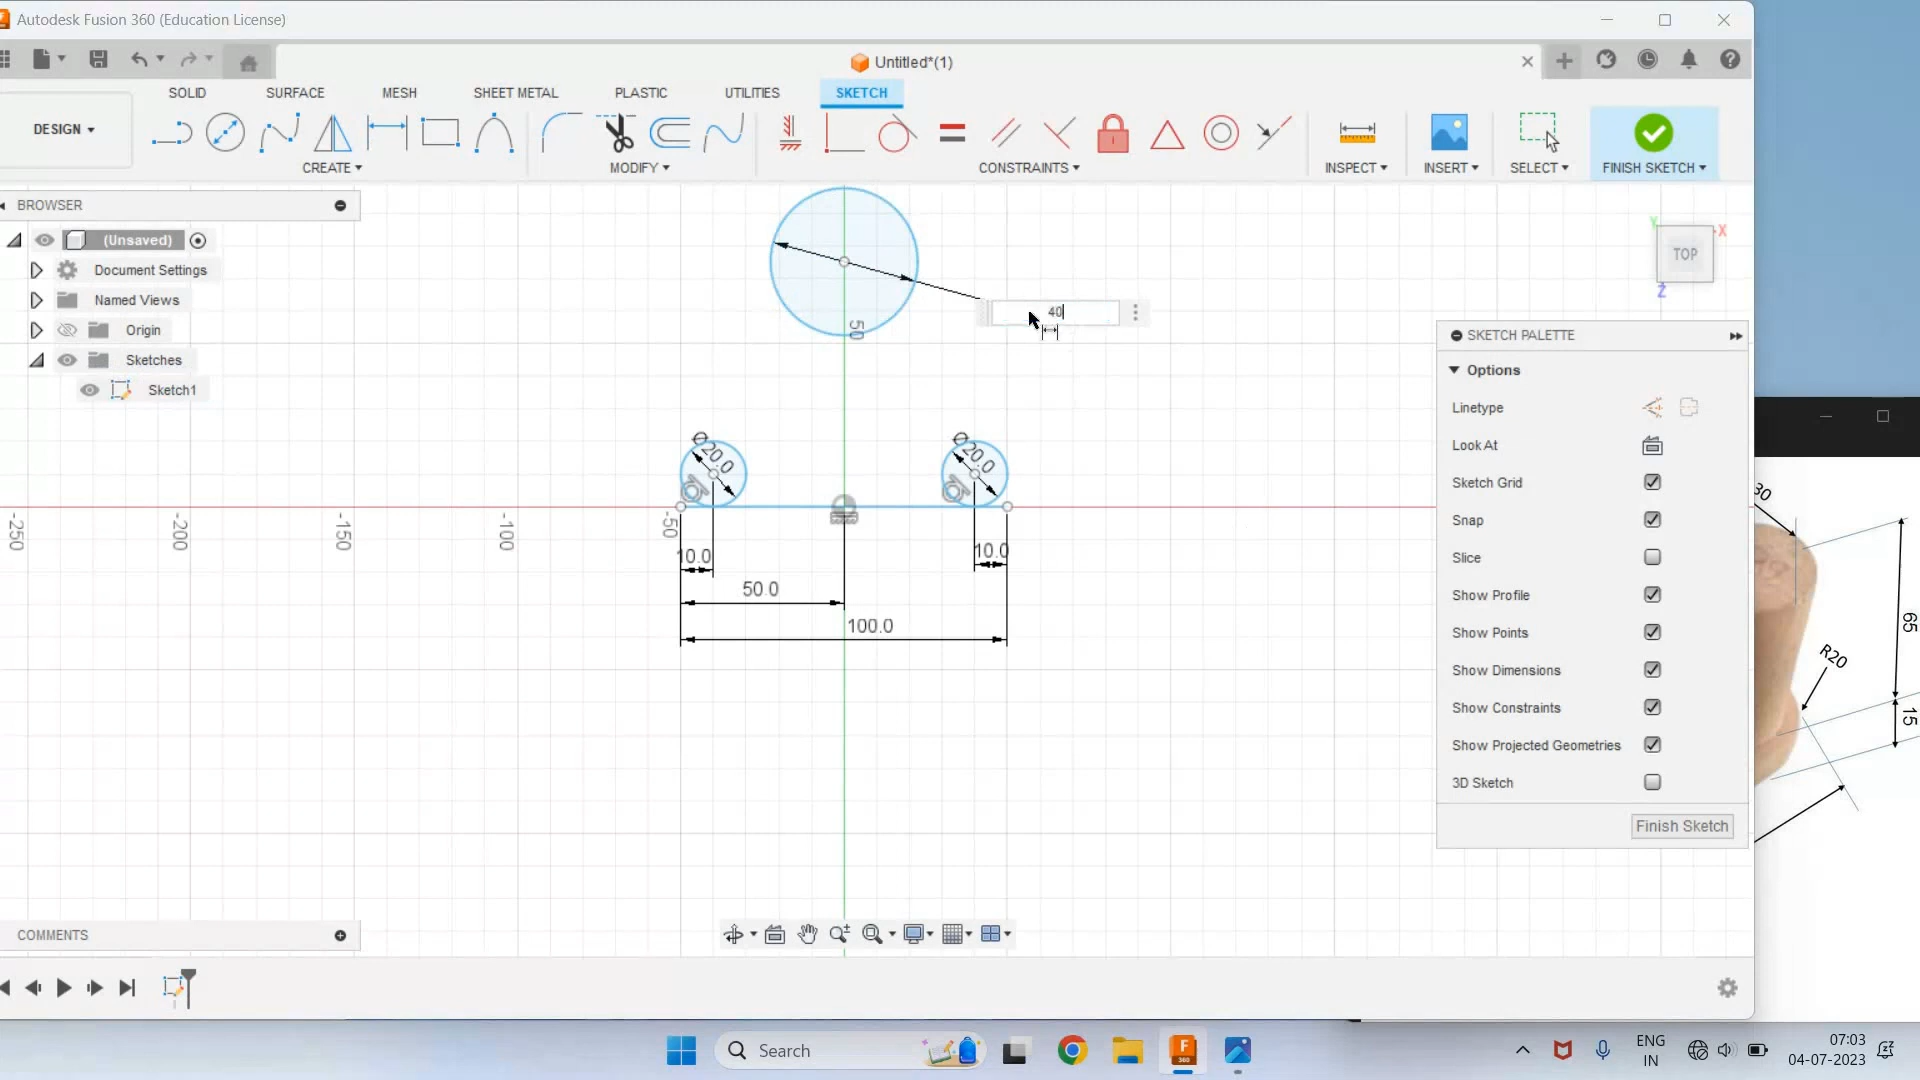 Autodesk Fusion 360 (Education License)
Untitled*(1)
SOLID
SURFACE
MESH
SHEET METAL
PLASTIC
UTILITIES
SKETCH
DESIGN
CREATE
MODIFY
CONSTRAINTS
INSPECT
INSERT
SELECT
FINISH SKETCH
BROWSER
(Unsaved)
Document Settings
Named Views
Origin
Sketches
Sketch1
TOP
Y
X
Z
40
50
SKETCH PALETTE
Options
Linetype
Look At
Sketch Grid
Snap
Slice
Show Profile
Show Points
Show Dimensions
Show Constraints
Show Projected Geometries
3D Sketch
Finish Sketch
Ø20.0
Ø20.0
-250
-200
-150
-100
-50
10.0
10.0
50.0
100.0
30
65
R20
15
COMMENTS
Search
F
360
ENG
IN
07:03
04-07-2023